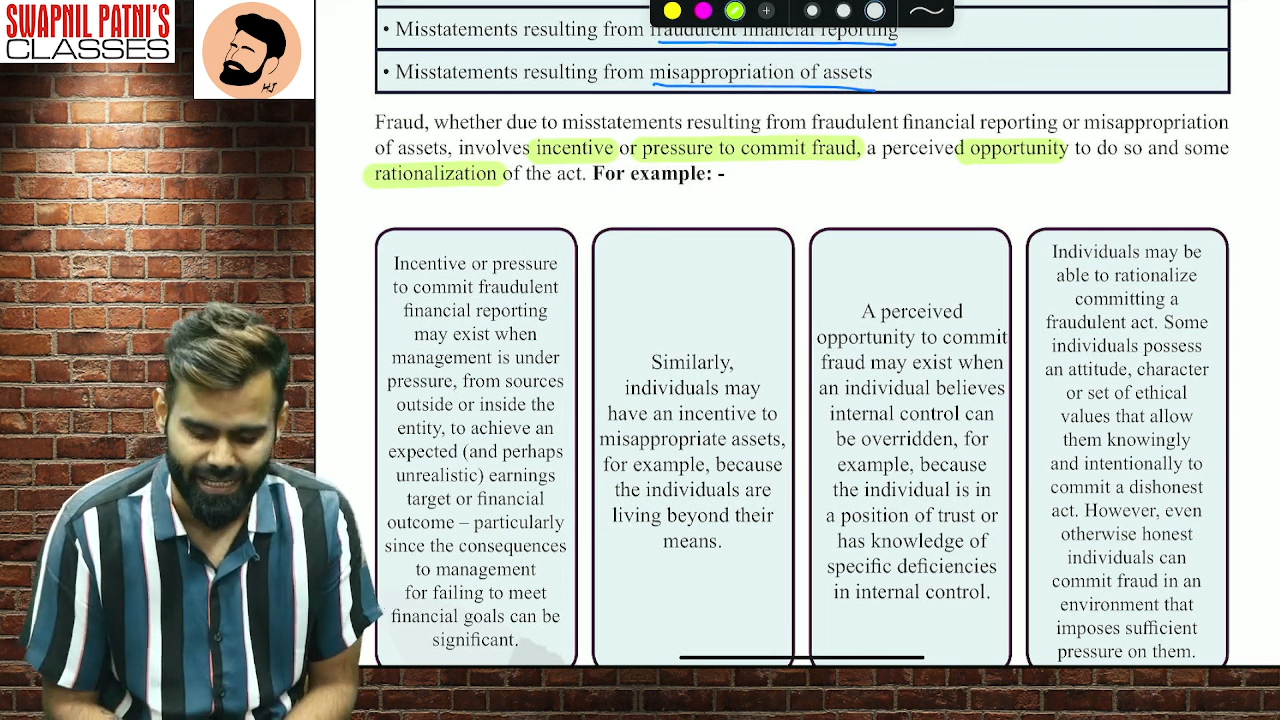 SWAPNIL PATNI'S
CLASSES
• Misstatements resulting from fraudulent financial reporting
• Misstatements resulting from misappropriation of assets
Fraud, whether due to misstatements resulting from fraudulent financial reporting or misappropriation
of assets, involves incentive or pressure to commit fraud, a perceived opportunity to do so and some
rationalization of the act. For example: -
Incentive or pressure
to commit fraudulent
financial reporting
may exist when
management is under
pressure, from sources
outside or inside the
entity, to achieve an
expected (and perhaps
unrealistic) earnings
target or financial
outcome – particularly
since the consequences
to management
for failing to meet
financial goals can be
significant.
Similarly,
individuals may
have an incentive to
misappropriate assets,
for example, because
the individuals are
living beyond their
means.
A perceived
opportunity to commit
fraud may exist when
an individual believes
internal control can
be overridden, for
example, because
the individual is in
a position of trust or
has knowledge of
specific deficiencies
in internal control.
Individuals may be
able to rationalize
committing a
fraudulent act. Some
individuals possess
an attitude, character
or set of ethical
values that allow
them knowingly
and intentionally to
commit a dishonest
act. However, even
otherwise honest
individuals can
commit fraud in an
environment that
imposes sufficient
pressure on them.